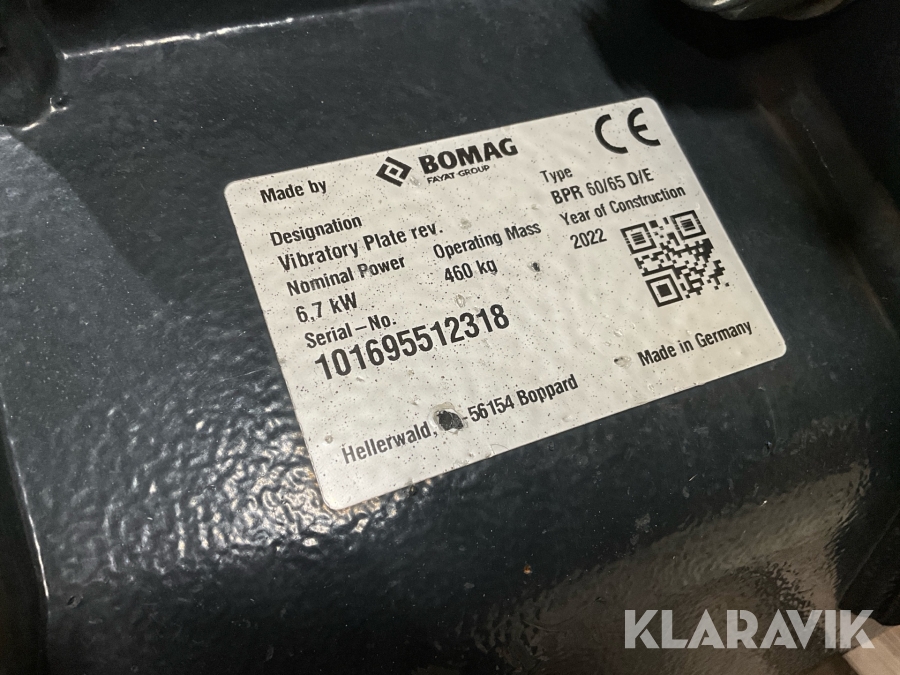 Made by
BOMAG
FAYAT GROUP
CE
Designation
Vibratory Plate rev.
Type
BPR 60/65 D/E
Nominal Power
6,7 kW
Operating Mass
460 kg
Year of Construction
2022
Serial-No.
101695512318
Hellerwald, -56154 Boppard
Made in Germany
KLARAVIK